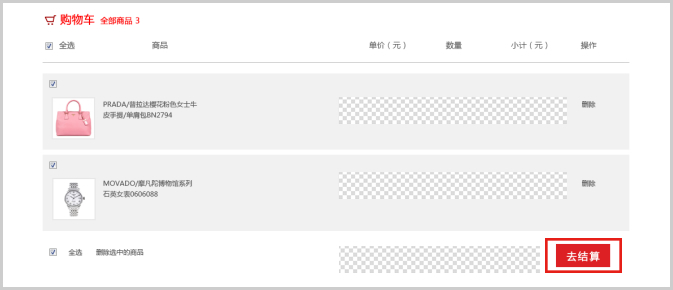 购物车 全部商品 3
全选 商品 单价（元） 数量 小计（元） 操作
PRADA/普拉达樱花粉色女士牛
皮手提/单肩包BN2794
删除
MOVADO/摩凡陀博物馆系列
石英女表0606088
删除
全选 删除选中的商品 去结算